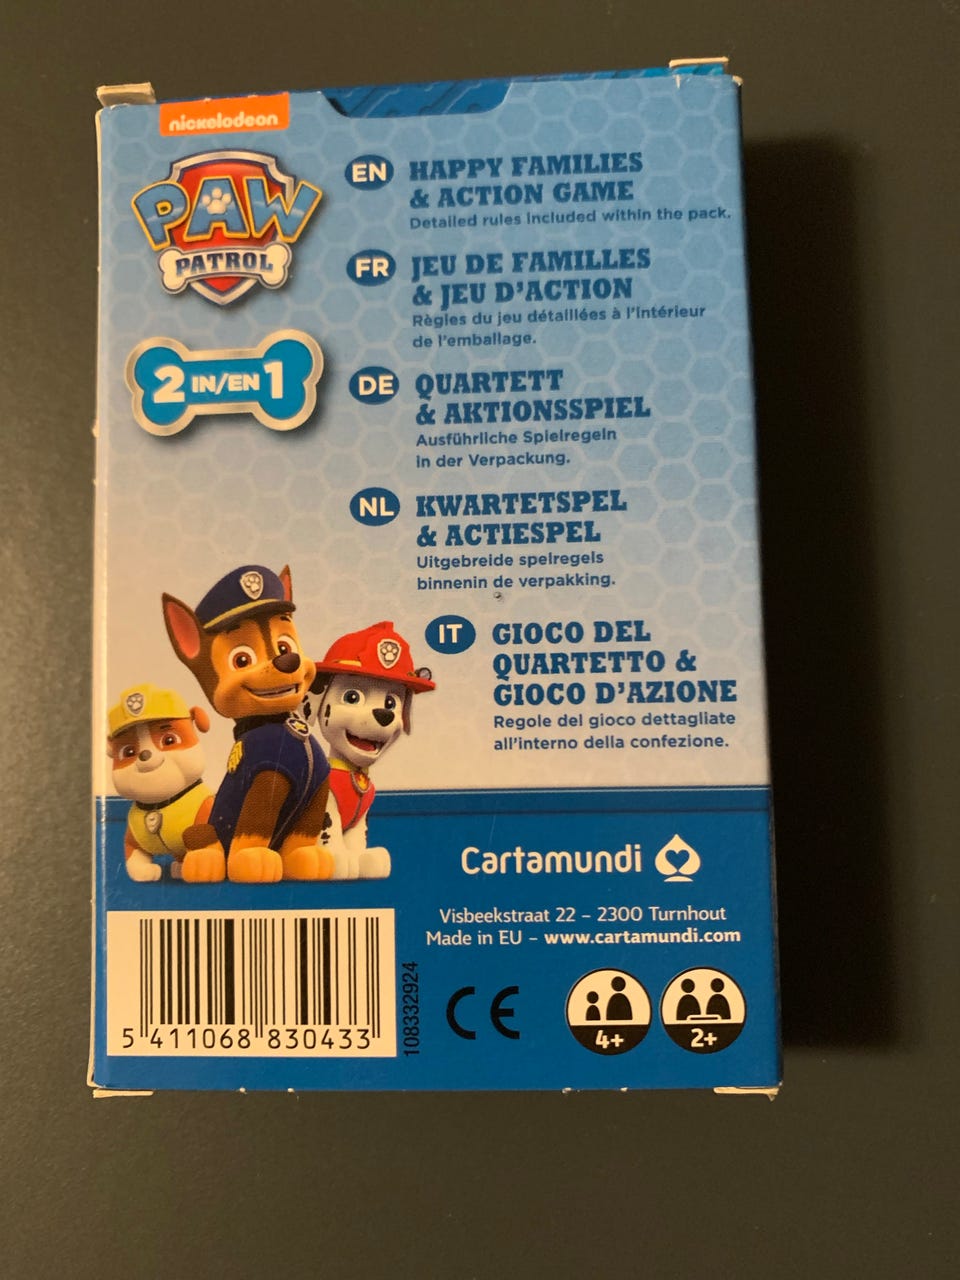 nickelodeon
PAW
PATROL
2 IN/EN 1
EN HAPPY FAMILIES
& ACTION GAME
Detailed rules included within the pack.
FR JEU DE FAMILLES
& JEU D'ACTION
Règles du jeu détaillées à l'intérieur
de l'emballage.
DE QUARTETT
& AKTIONSSPIEL
Ausführliche Spielregeln
in der Verpackung.
NL KWARTETSPEL
& ACTIESPEL
Uitgebreide spelregels
binnenin de verpakking.
IT GIOCO DEL
QUARTETTO &
GIOCO D'AZIONE
Regole del gioco dettagliate
all'interno della confezione.
Cartamundi
Visbeekstraat 22 – 2300 Turnhout
Made in EU – www.cartamundi.com
5 411068 830433
108332924
CE
4+
2+